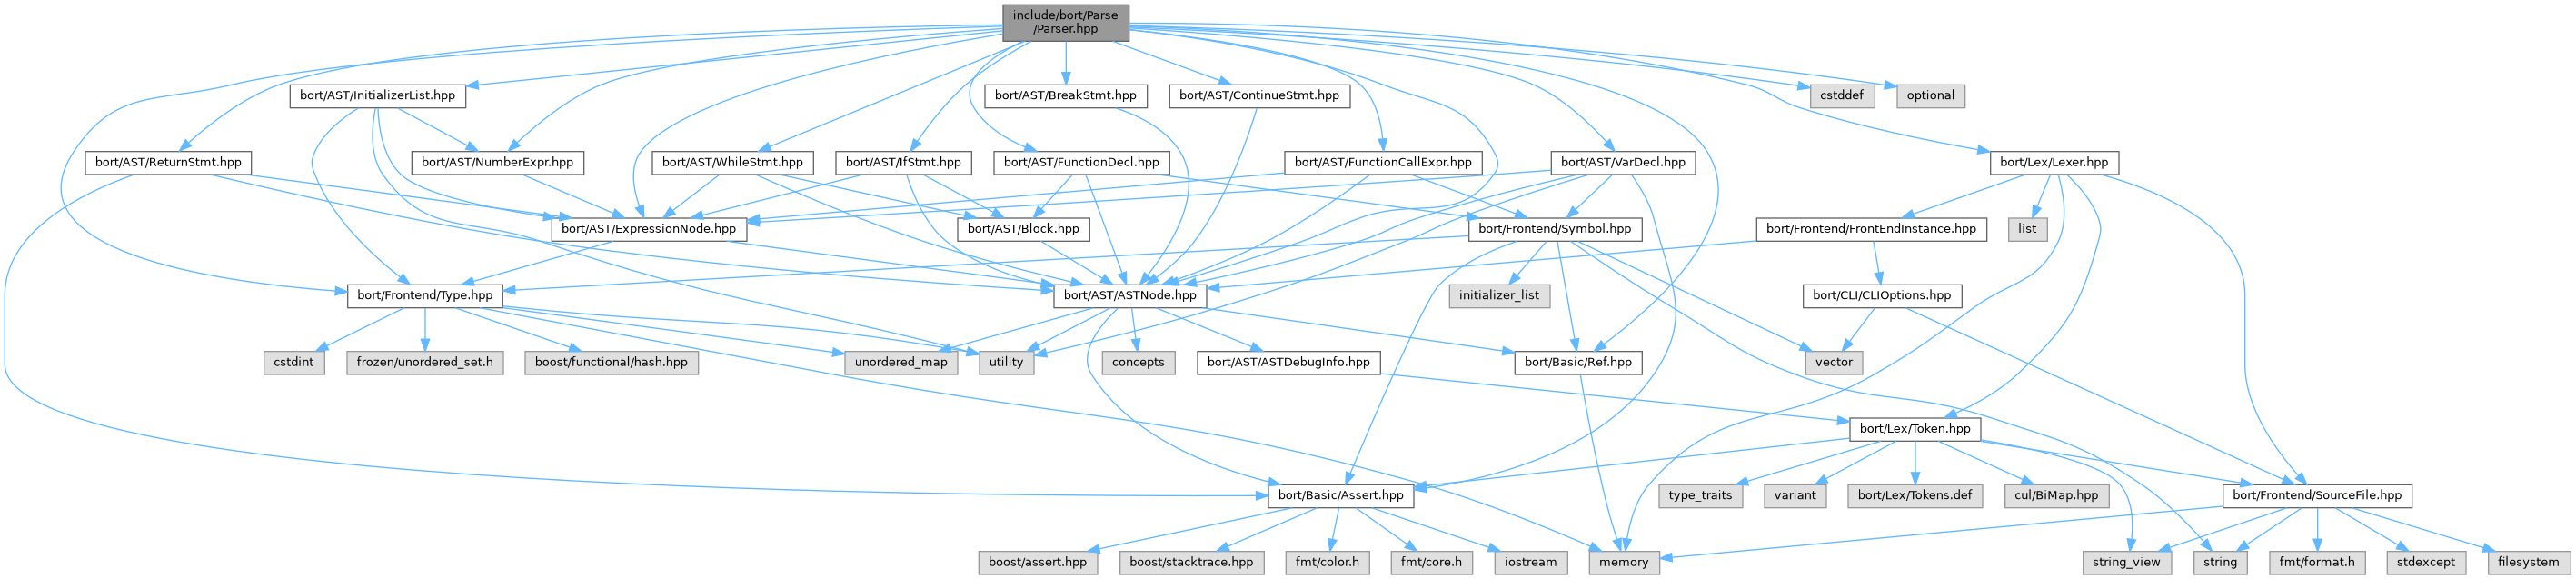 include/bort/Parse
/Parser.hpp
bort/AST/InitializerList.hpp
bort/AST/BreakStmt.hpp
bort/AST/ContinueStmt.hpp
cstddef
optional
bort/AST/ReturnStmt.hpp
bort/AST/NumberExpr.hpp
bort/AST/WhileStmt.hpp
bort/AST/IfStmt.hpp
bort/AST/FunctionDecl.hpp
bort/AST/FunctionCallExpr.hpp
bort/AST/VarDecl.hpp
bort/Lex/Lexer.hpp
bort/AST/ExpressionNode.hpp
bort/AST/Block.hpp
bort/Frontend/Symbol.hpp
bort/Frontend/FrontEndInstance.hpp
list
bort/Frontend/Type.hpp
bort/AST/ASTNode.hpp
initializer_list
bort/CLI/CLIOptions.hpp
cstdint
frozen/unordered_set.h
boost/functional/hash.hpp
unordered_map
utility
concepts
bort/AST/ASTDebugInfo.hpp
bort/Basic/Ref.hpp
vector
bort/Lex/Token.hpp
bort/Basic/Assert.hpp
type_traits
variant
bort/Lex/Tokens.def
cul/BiMap.hpp
bort/Frontend/SourceFile.hpp
boost/assert.hpp
boost/stacktrace.hpp
fmt/color.h
fmt/core.h
iostream
memory
string_view
string
fmt/format.h
stdexcept
filesystem